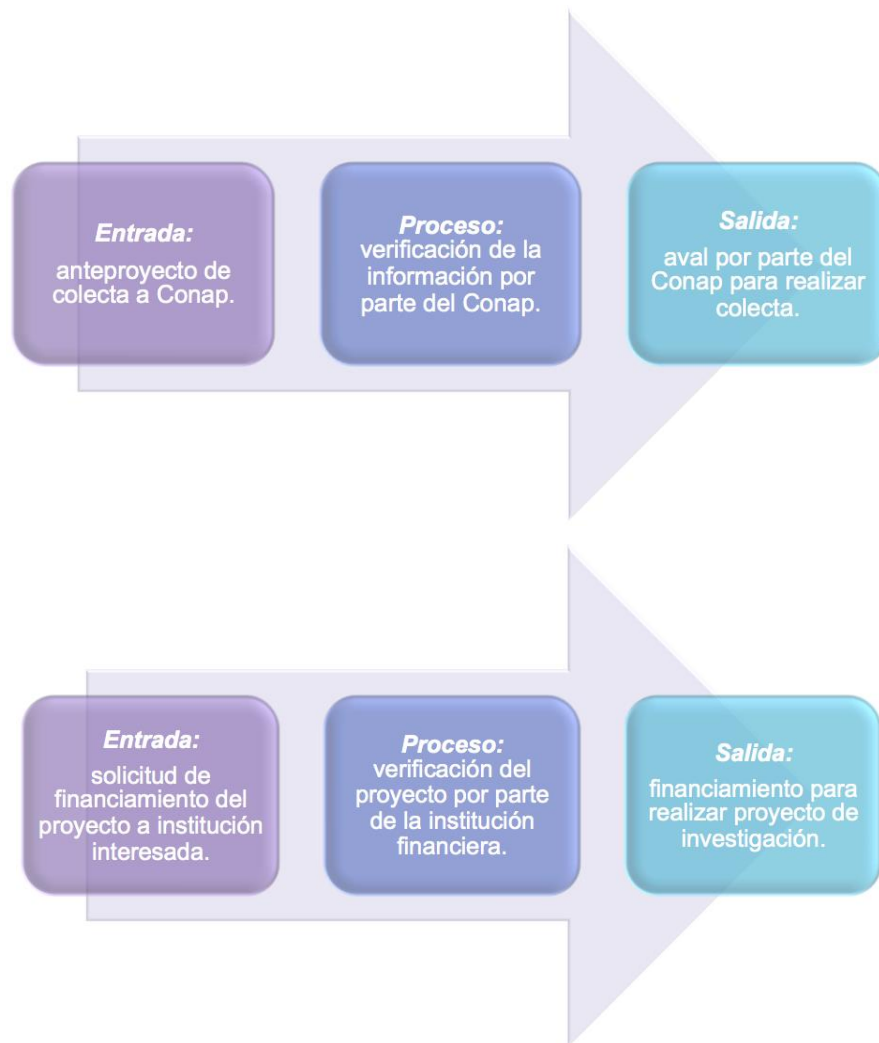 Entrada:
anteproyecto de
colecta a Conap.
Proceso:
verificación de la
información por
parte del Conap.
Salida:
aval por parte del
Conap para realizar
colecta.
Entrada:
solicitud de
financiamiento del
proyecto a institución
interesada.
Proceso:
verificación del
proyecto por parte
de la institución
financiera.
Salida:
financiamiento para
realizar proyecto de
investigación.